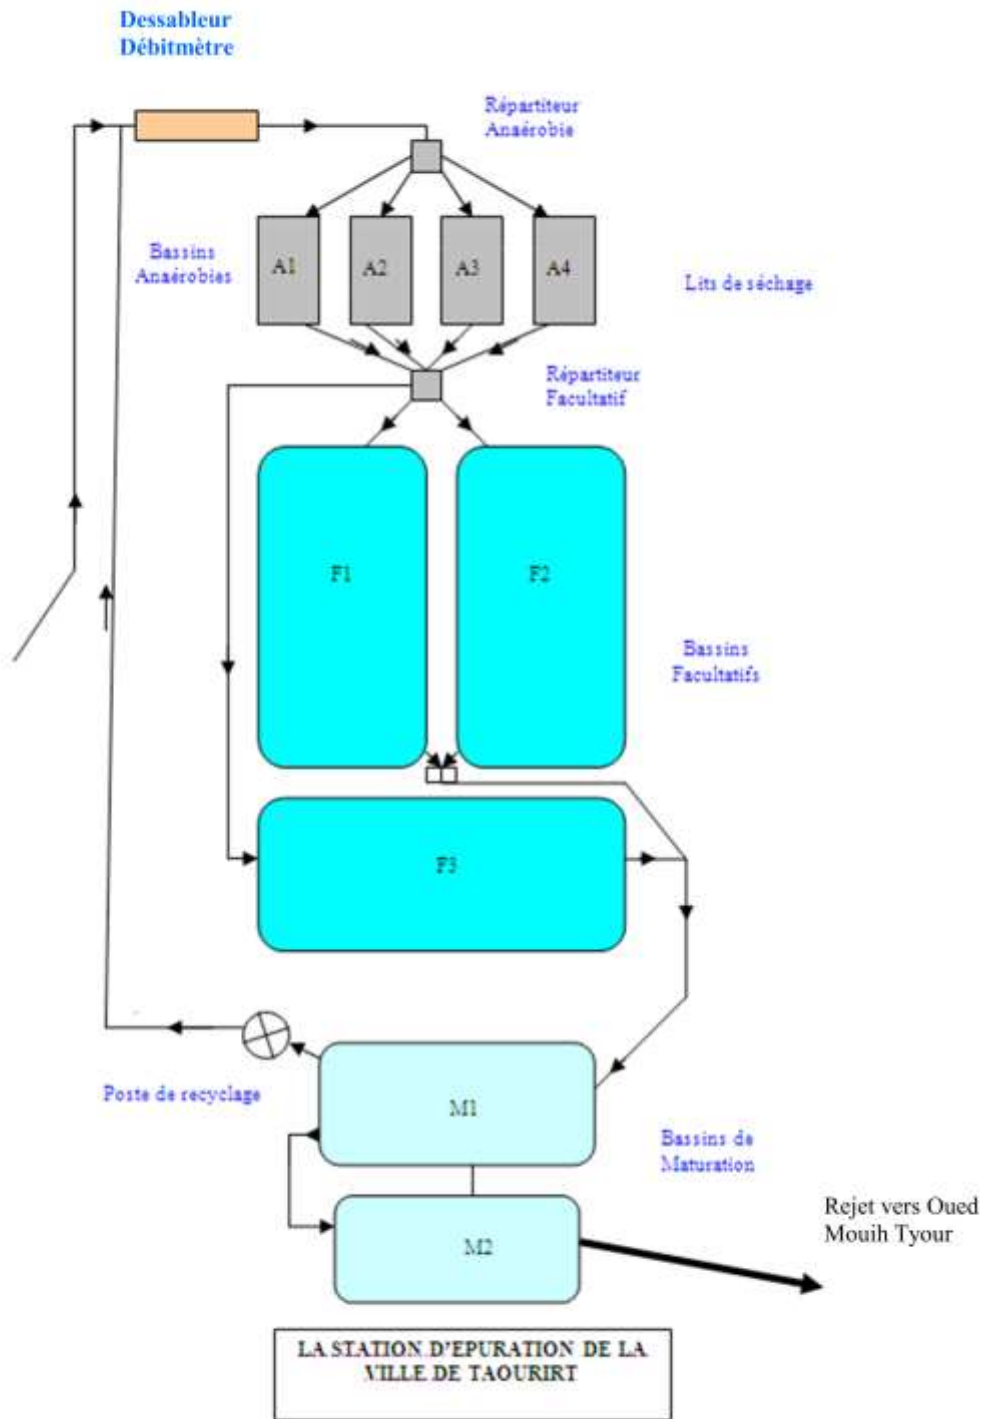 Dessableur
Débitmètre
Répartiteur
Anaérobie
Bassins
Anaérobies
A1
A2
A3
A4
Lits de séchage
Répartiteur
Facultatif
F1
F2
Bassins
Facultatifs
F3
Poste de recyclage
M1
Bassins de
Maturation
M2
Rejet vers Oued
Mouih Tyour
LA STATION D'EPURATION DE LA
VILLE DE TAOURIRT